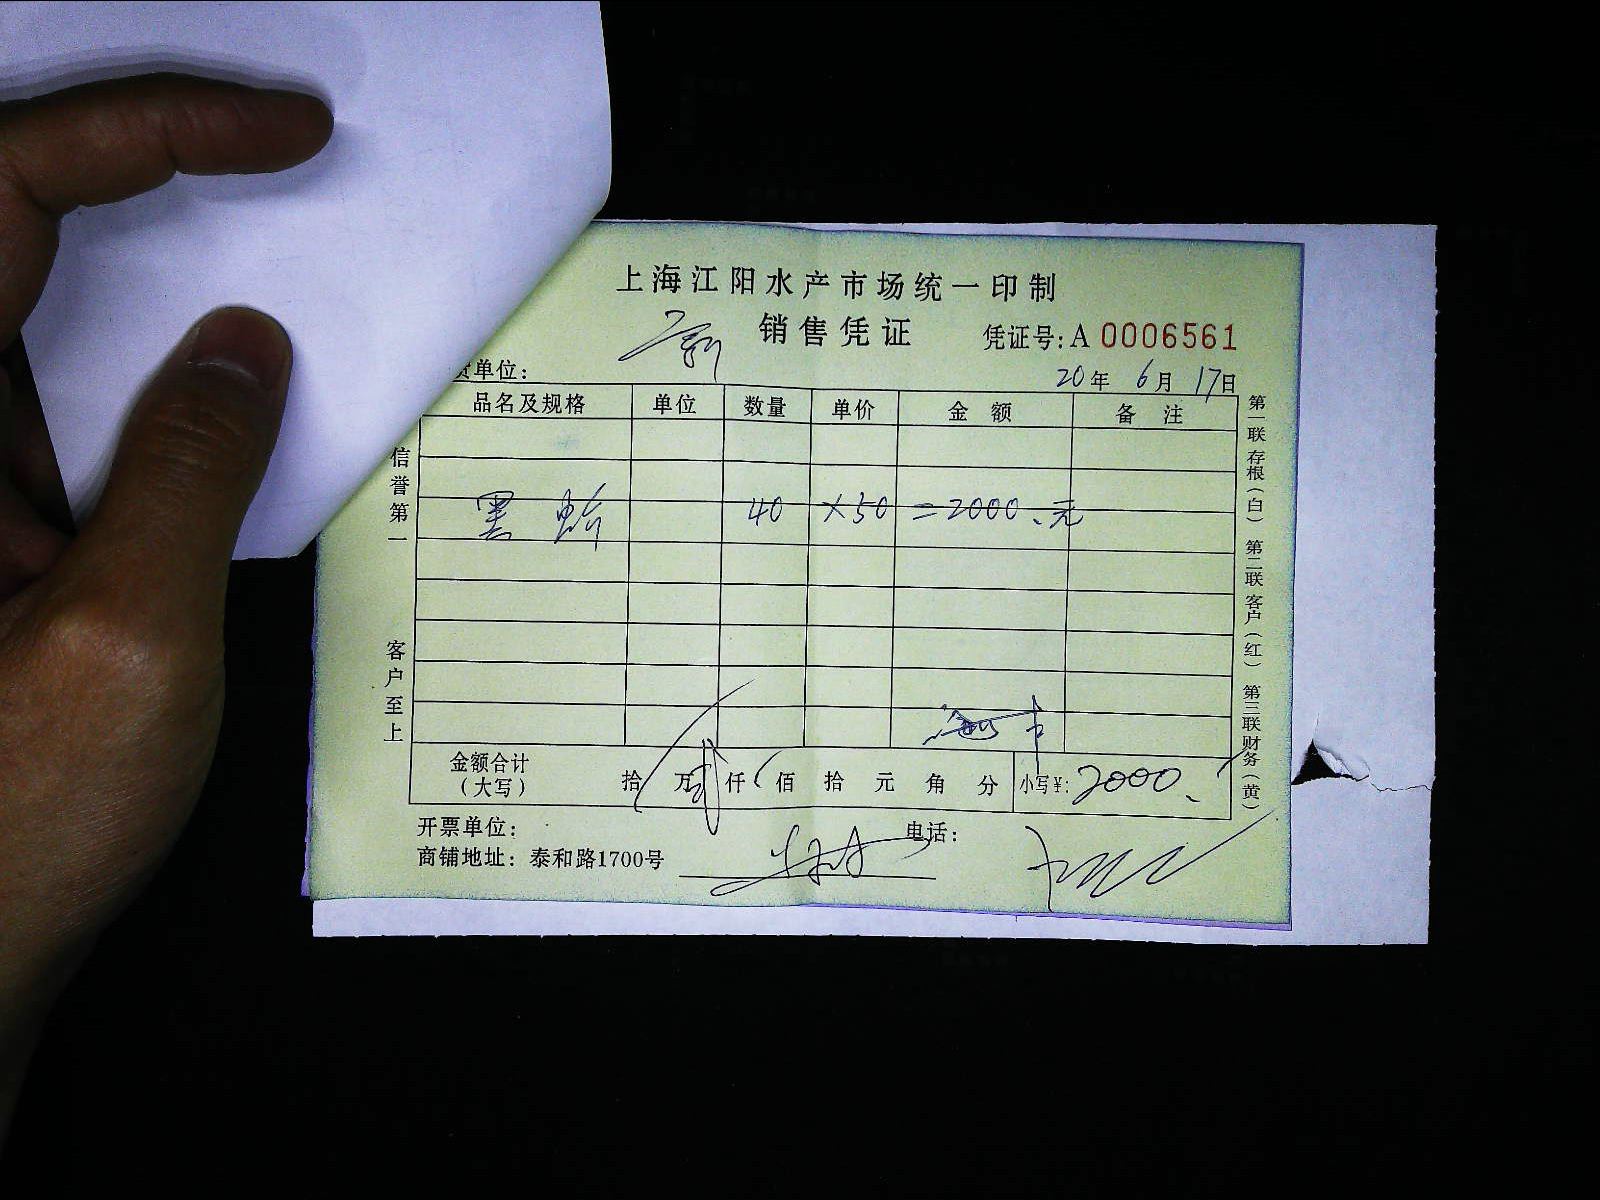 上海江阳水产市场统一印制
销售凭证 凭证号: A 0006561
货单位:
20年 6月 17日
品名及规格 单位 数量 单价 金额 备注
黑 40 ×50 =2000、元
信誉第一
客户至上
第一联存根(白) 第二联客户(红) 第三联财务(黄)
金额合计 拾 万 贰 仟 佰 拾 元 角 分 小写¥: 2000、
(大写)
开票单位: 电话:
商铺地址: 泰和路1700号